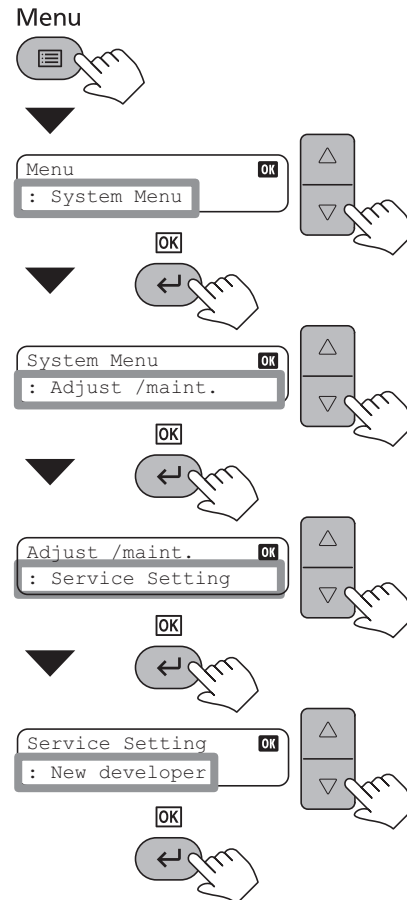 Menu
Menu OK
: System Menu
OK
System Menu OK
: Adjust /maint.
OK
Adjust /maint. OK
: Service Setting
OK
Service Setting OK
: New developer
OK